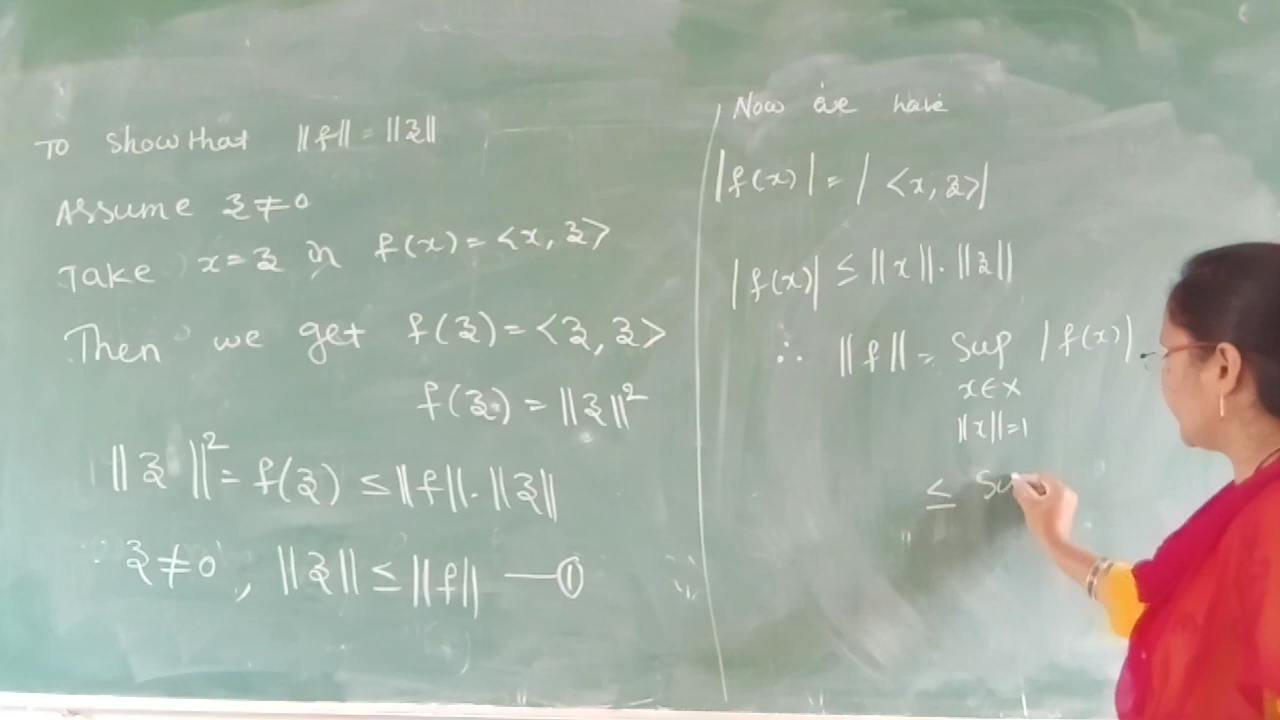 To show that ||f|| = ||z||
Assume z ≠ 0
Take x = z in f(x) = <x, z>
Then we get f(z) = <z, z>
f(z) = ||z||²
||z||² = f(z) ≤ ||f||. ||z||
∵ z ≠ 0, ||z|| ≤ ||f|| —①
Now we have
|f(x)| = | <x, z>|
|f(x)| ≤ ||x||. ||z||
∴ ||f|| = Sup |f(x)|
x ∈ X
||x|| = 1
≤ Su